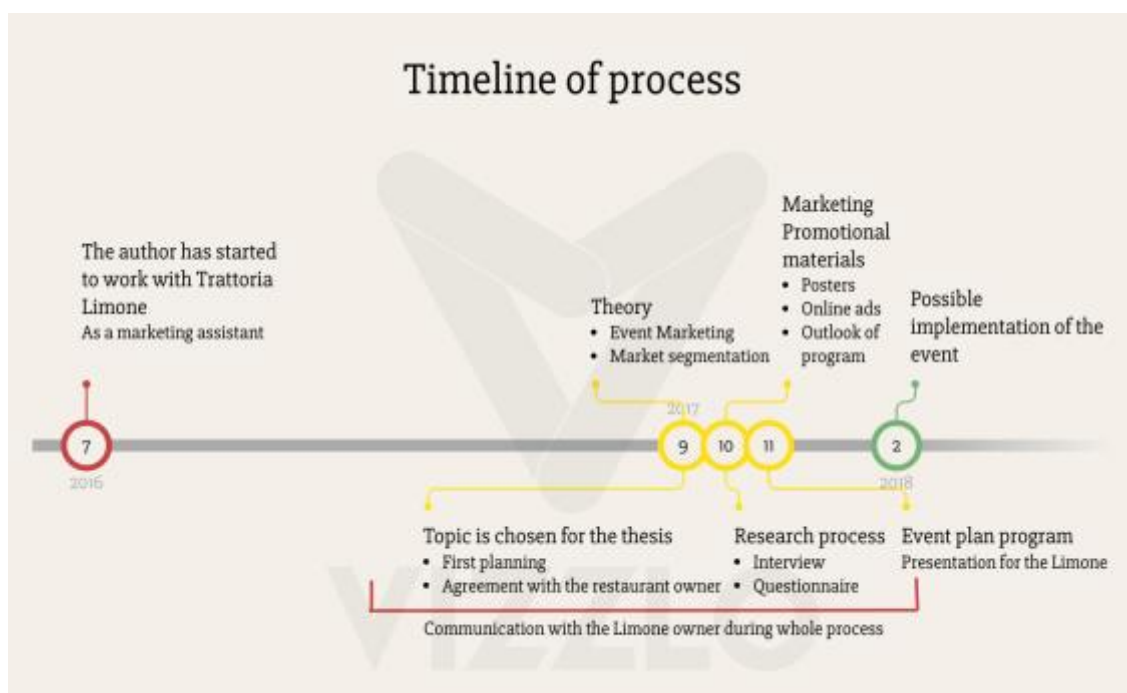 Timeline of process
The author has started
to work with Trattoria
Limone
As a marketing assistant
Theory
• Event Marketing
• Market segmentation
Marketing
Promotional
materials
• Posters
• Online ads
• Outlook of
program
Possible
implementation of the
event
7
2016
2017
9
10
11
2
2018
Topic is chosen for the thesis
• First planning
• Agreement with the restaurant owner
Research process
• Interview
• Questionnaire
Event plan program
Presentation for the Limone
Communication with the Limone owner during whole process
VIZZLO